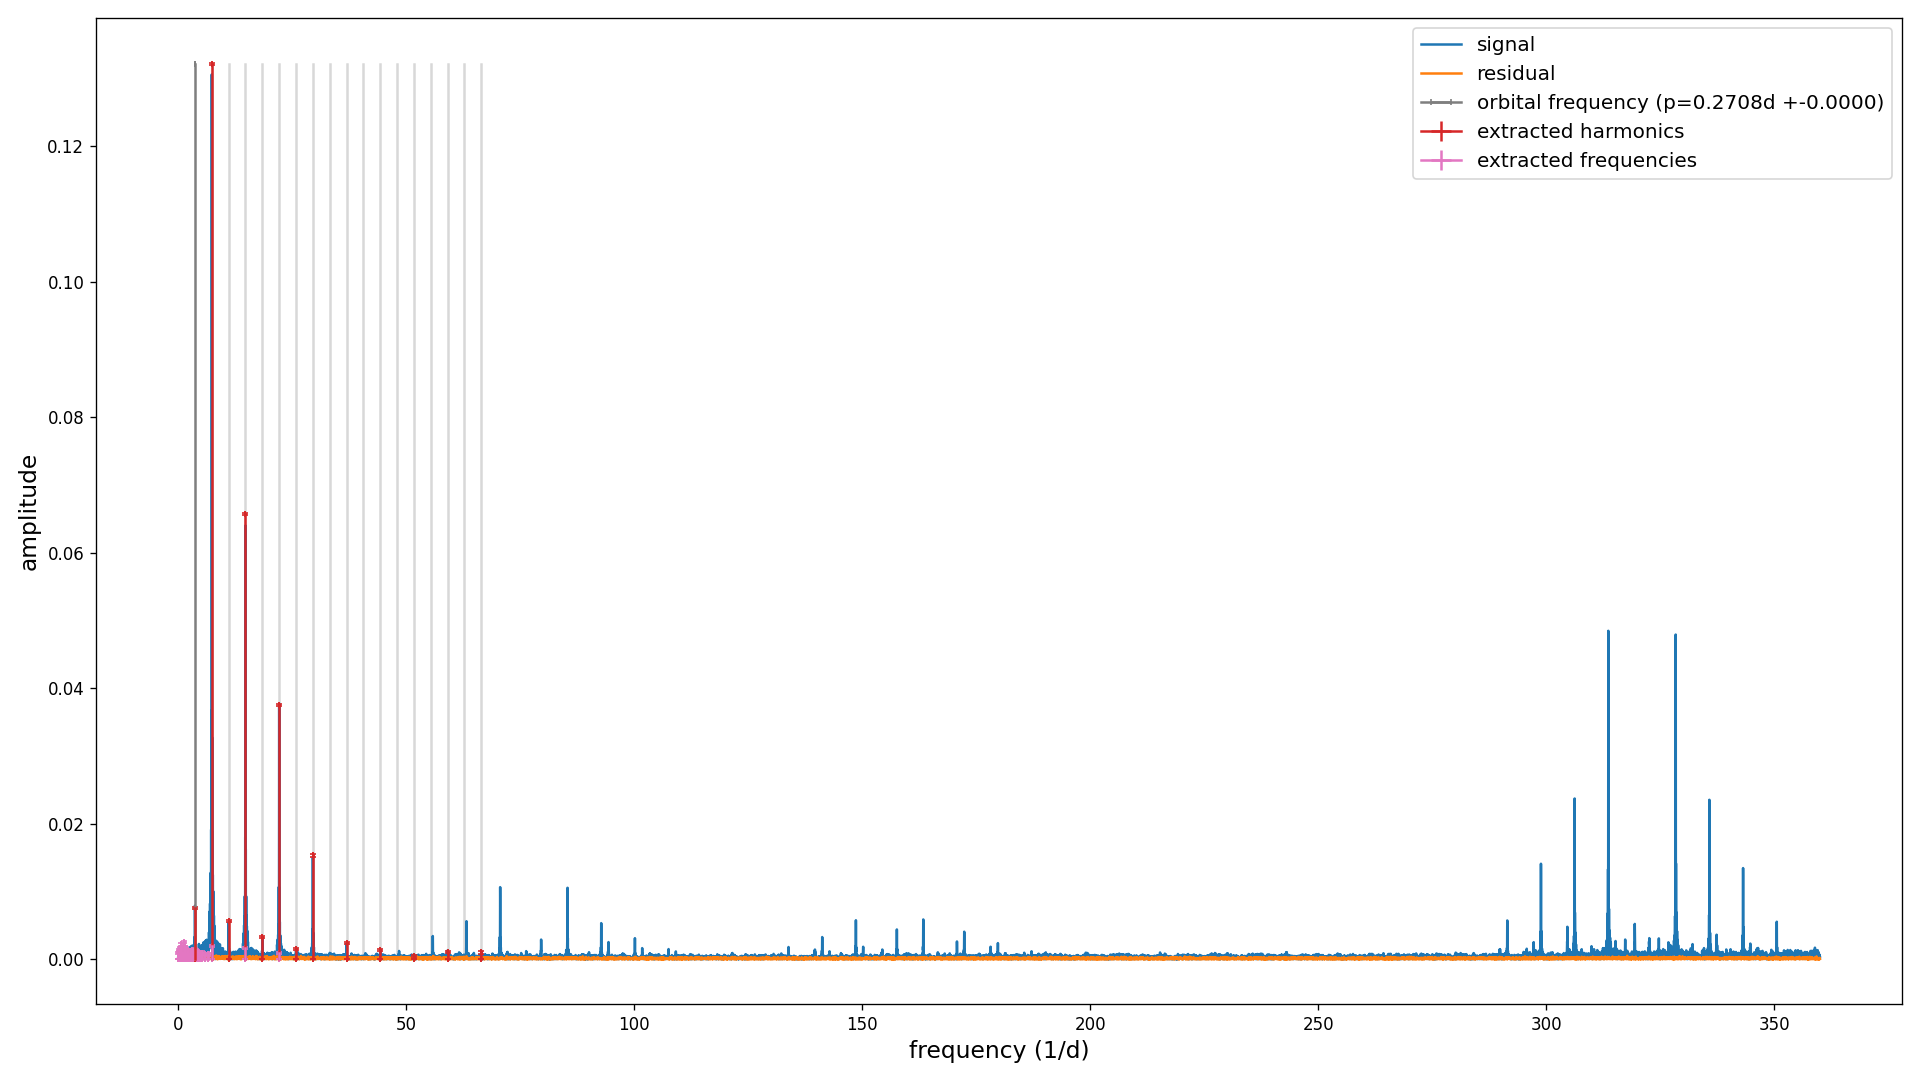 signal
residual
orbital frequency (p=0.2708d +-0.0000)
extracted harmonics
extracted frequencies
amplitude
0.12
0.10
0.08
0.06
0.04
0.02
0.00
0 50 100 150 200 250 300 350
frequency (1/d)